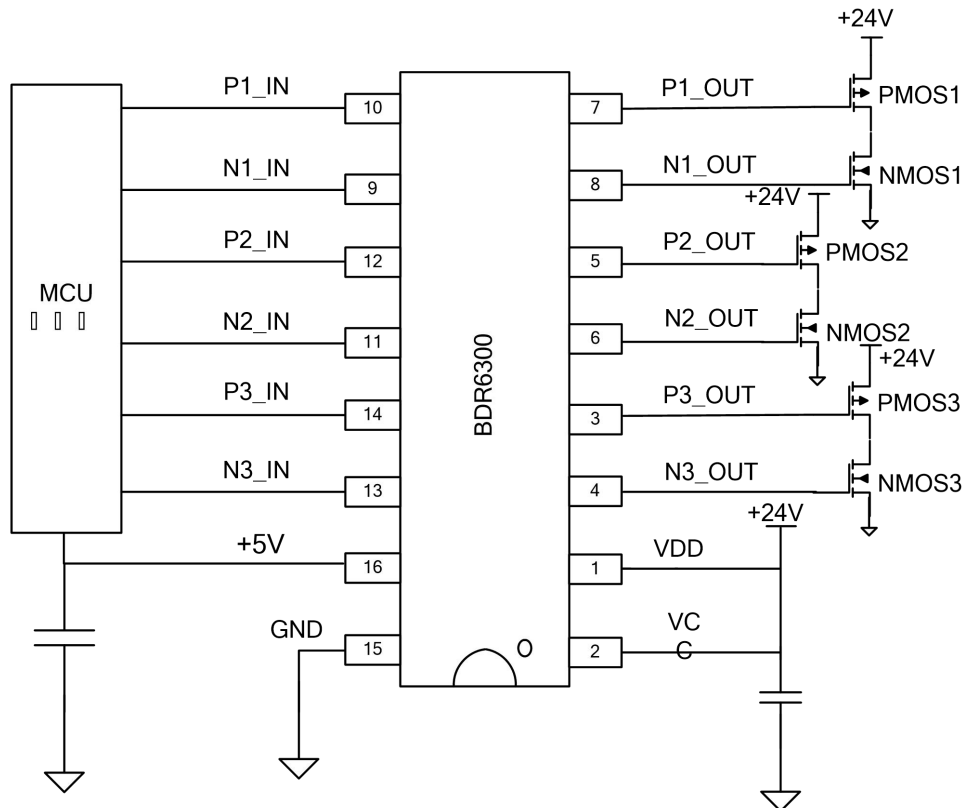 +24V
P1_IN
10
7
P1_OUT
PMOS1
N1_IN
9
8
N1_OUT
NMOS1
+24V
P2_IN
12
5
P2_OUT
PMOS2
MCU
N2_IN
11
6
N2_OUT
NMOS2
+24V
BDR6300
P3_IN
14
3
P3_OUT
PMOS3
N3_IN
13
4
N3_OUT
NMOS3
+24V
+5V
16
1
VDD
GND
15
2
VC
C